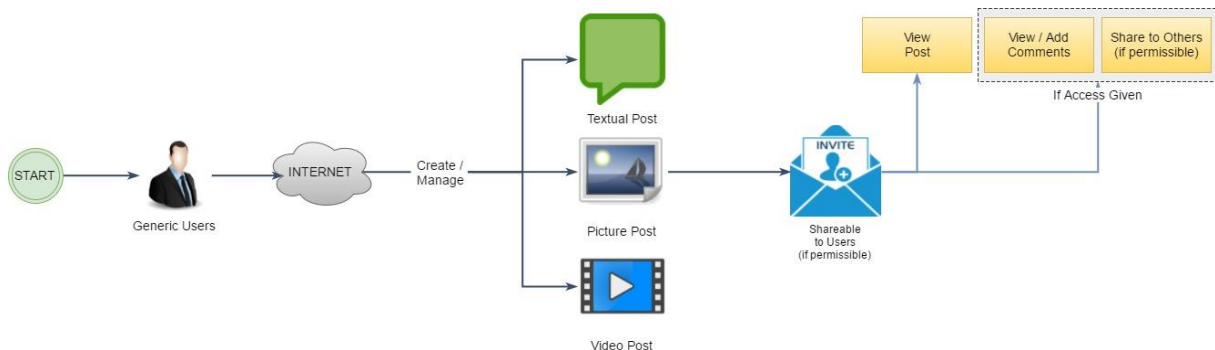 START
Generic Users
INTERNET
Create /
Manage
Textual Post
Picture Post
Video Post
INVITE
Shareable
to Users
(if permissible)
View
Post
View / Add
Comments
Share to Others
(if permissible)
If Access Given